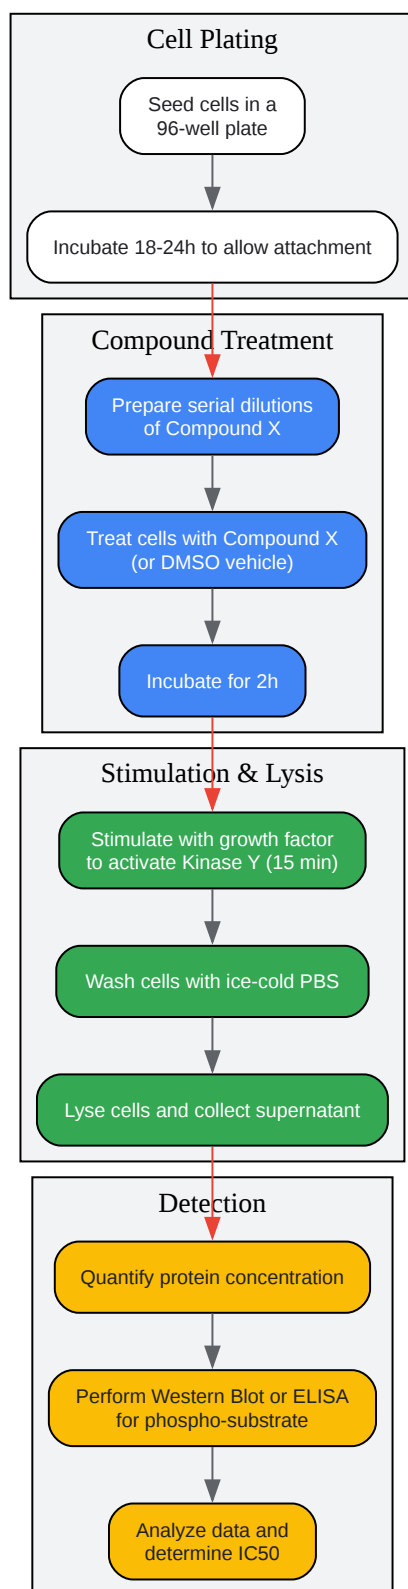 Cell Plating
Seed cells in a
96-well plate
Incubate 18-24h to allow attachment
Compound Treatment
Prepare serial dilutions
of Compound X
Treat cells with Compound X
(or DMSO vehicle)
Incubate for 2h
Stimulation & Lysis
Stimulate with growth factor
to activate Kinase Y (15 min)
Wash cells with ice-cold PBS
Lyse cells and collect supernatant
Detection
Quantify protein concentration
Perform Western Blot or ELISA
for phospho-substrate
Analyze data and
determine IC50